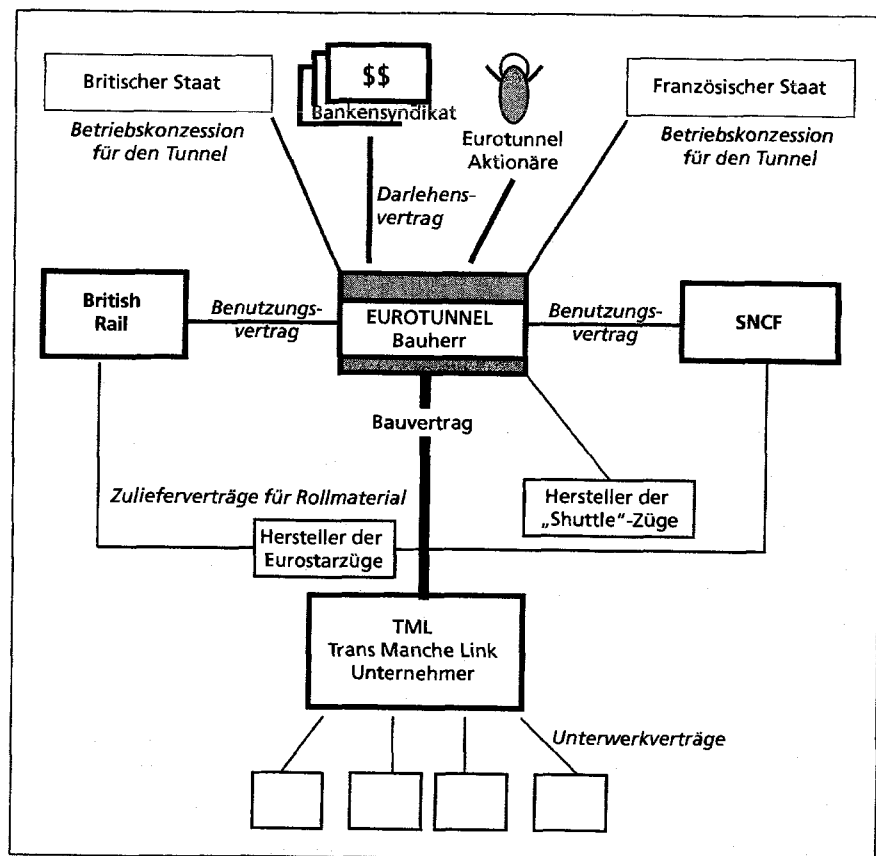 Britischer Staat
$$
Bankensyndikat
Französischer Staat
Betriebskonzession
für den Tunnel
Eurotunnel
Aktionäre
Betriebskonzession
für den Tunnel
Darlehens-
vertrag
British
Rail
Benutzungs-
vertrag
EUROTUNNEL
Bauherr
Benutzungs-
vertrag
SNCF
Bauvertrag
Zulieferverträge für Rollmaterial
Hersteller der
„Shuttle“-Züge
Hersteller der
Eurostarzüge
TML
Trans Manche Link
Unternehmer
Unterwerkverträge